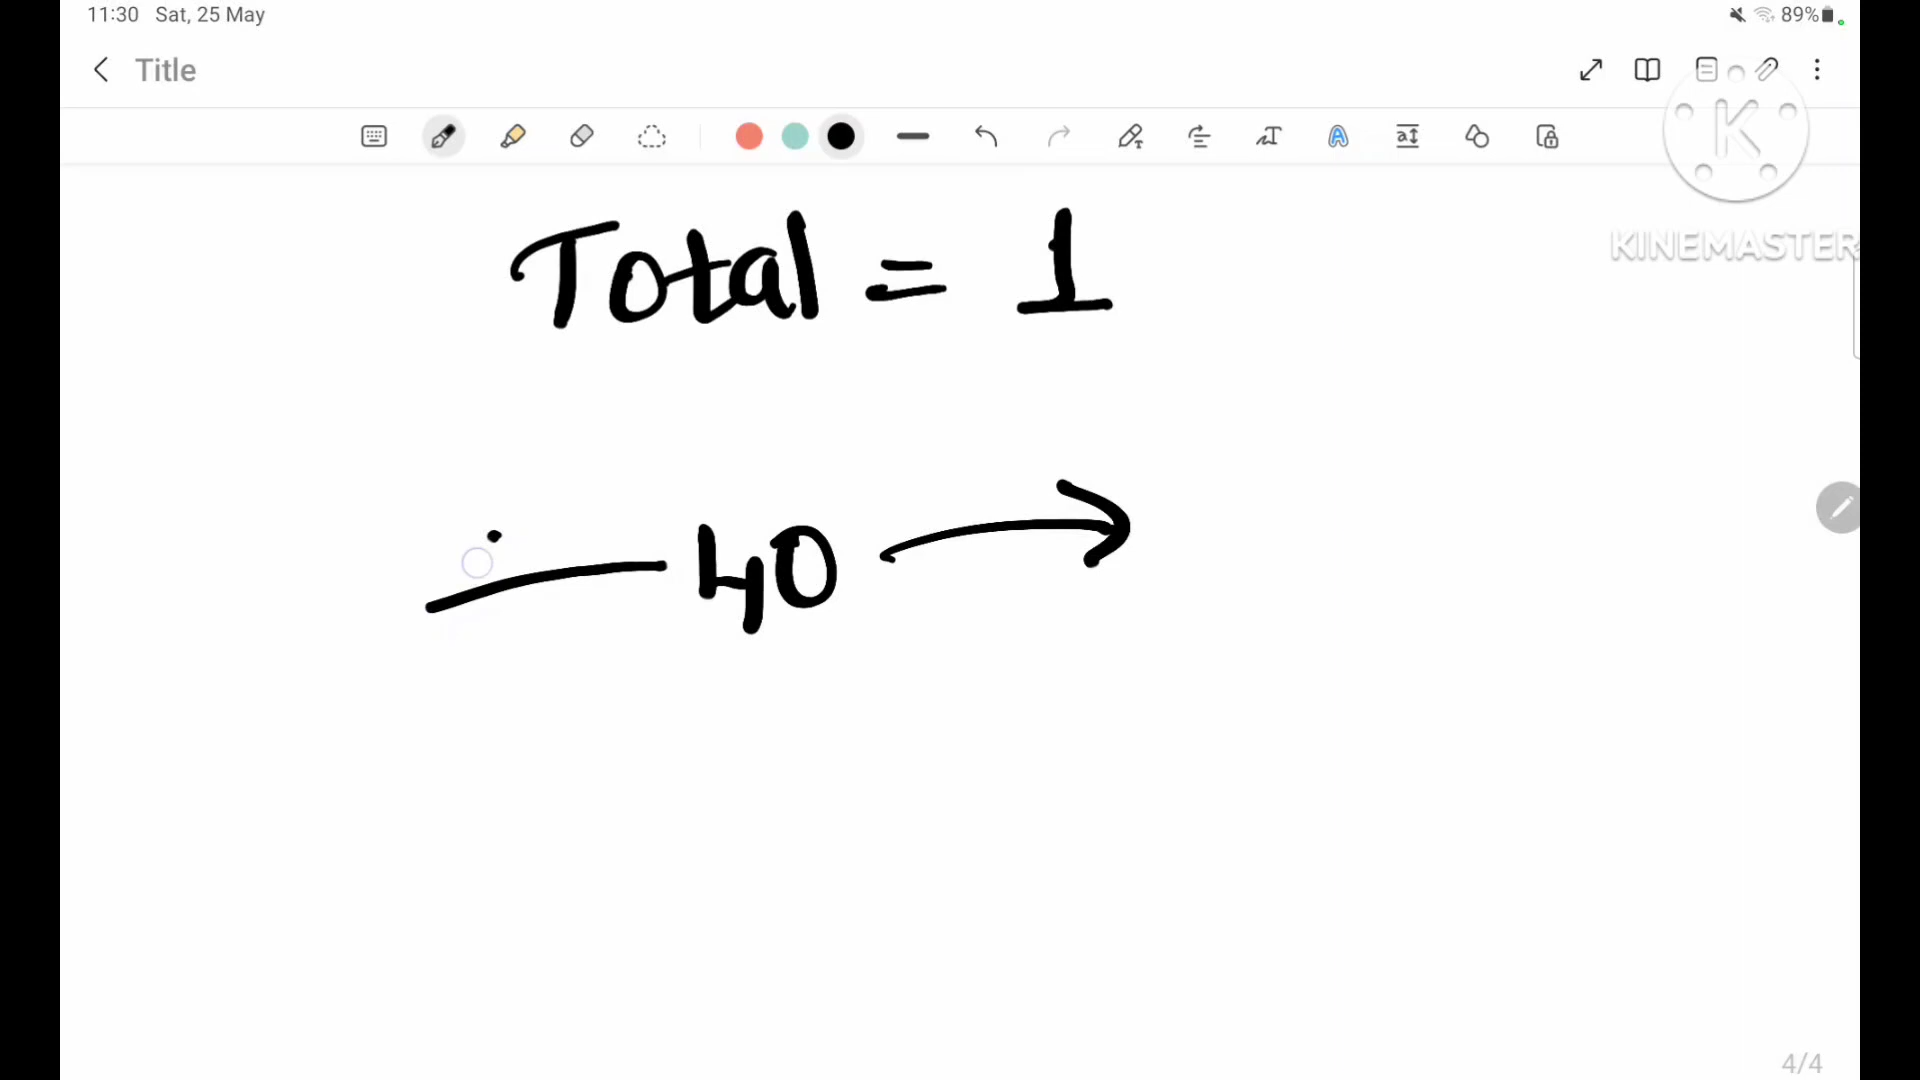 11:30 Sat, 25 May 89%
Title
K
KINEMASTER
Total = 1
40
4/4